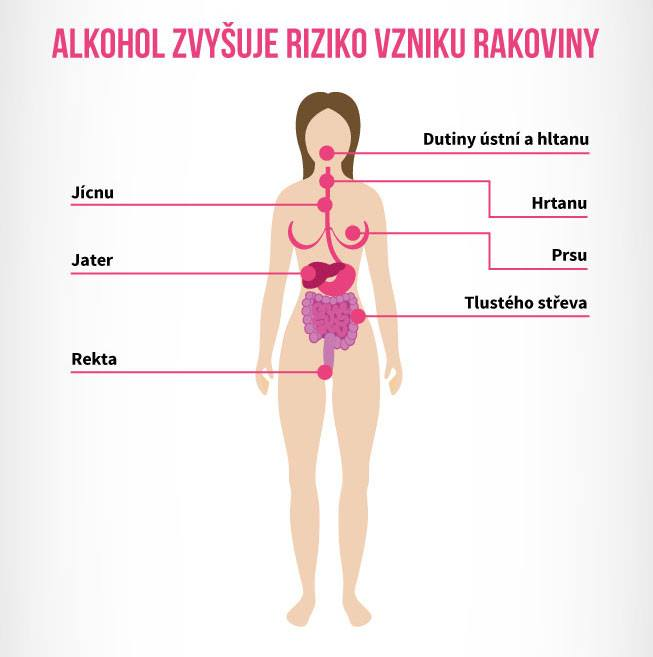 ALKOHOL ZVYŠUJE RIZIKO VZNIKU RAKOVINY
Dutiny ústní a hltanu
Jícnu
Hrtanu
Prsu
Jater
Tlustého střeva
Rekta